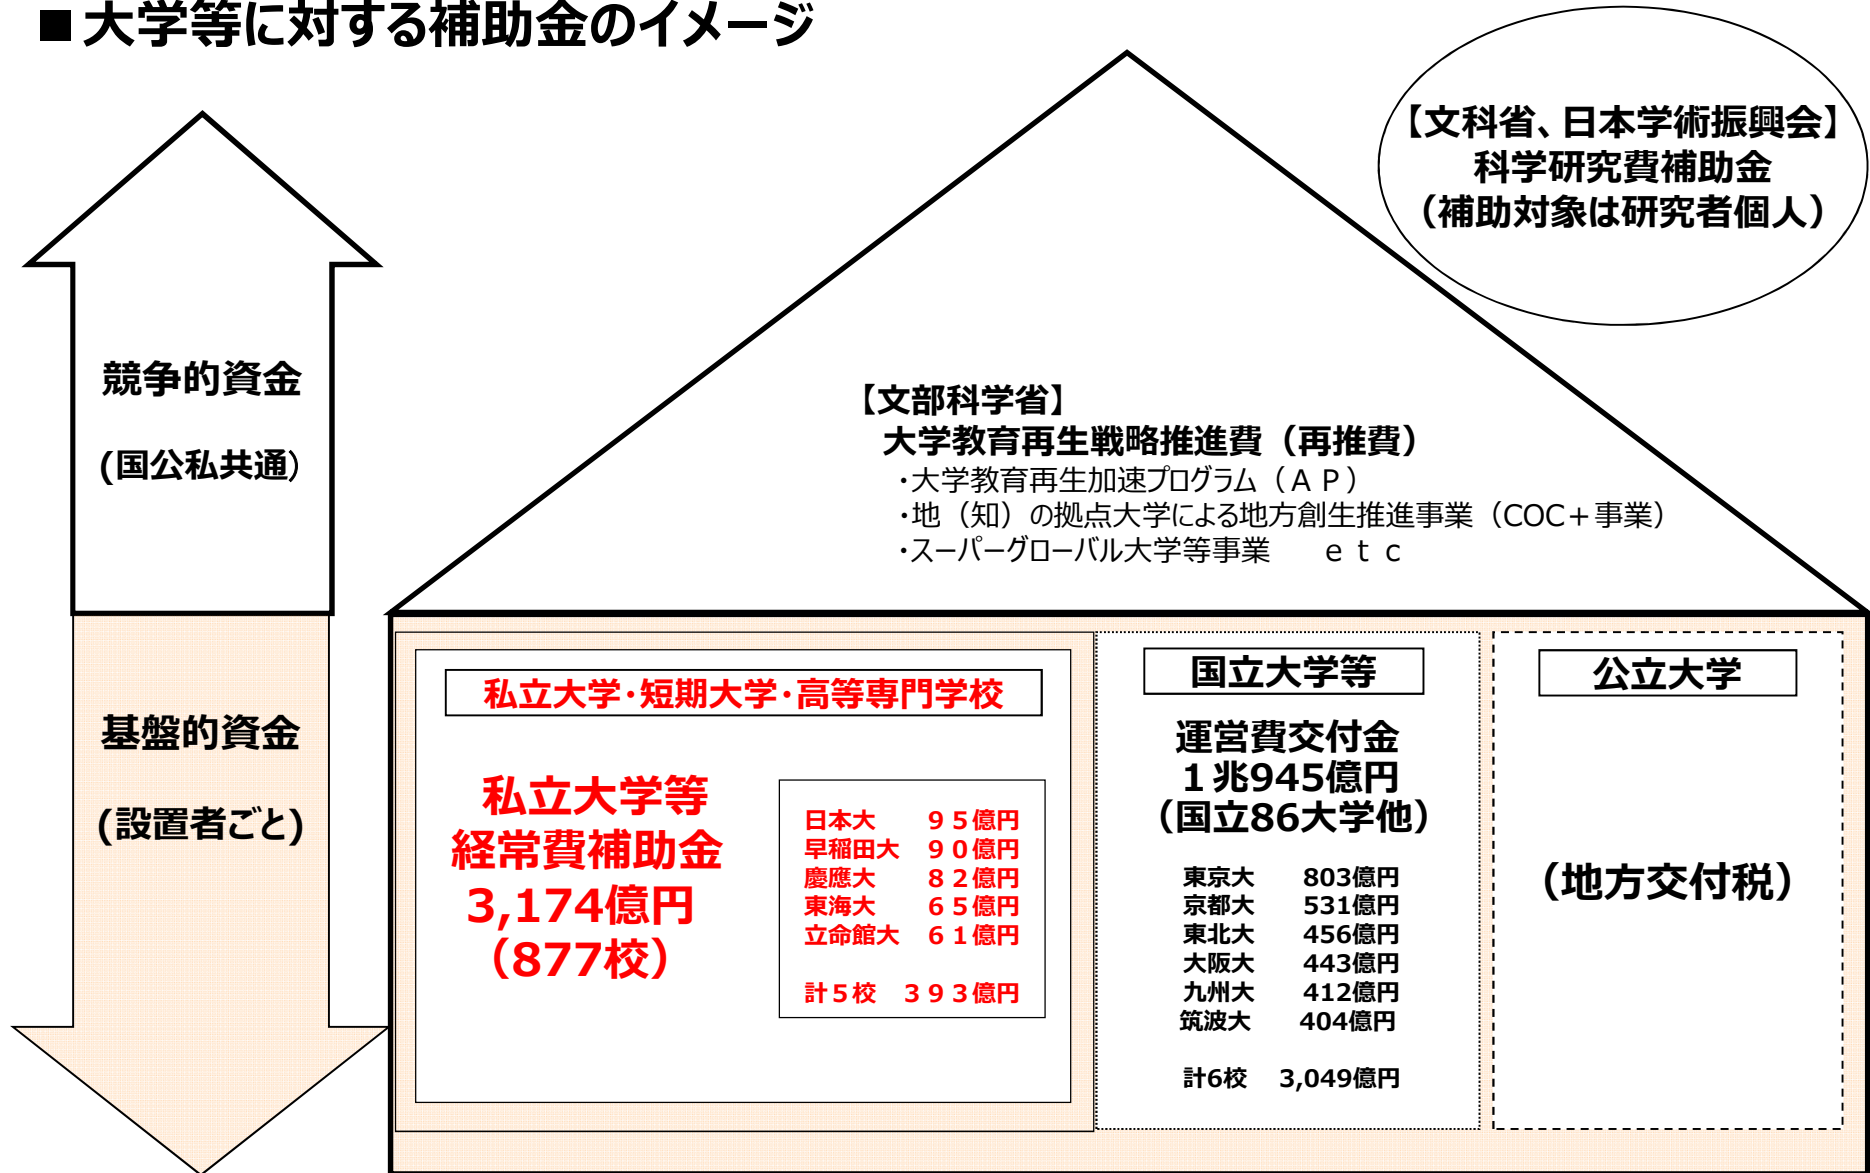 ■大学等に対する補助金のイメージ
【文科省、日本学術振興会】
科学研究費補助金
（補助対象は研究者個人）
競争的資金
(国公私共通)
【文部科学省】
大学教育再生戦略推進費（再推費）
・大学教育再生加速プログラム（ＡＰ）
・地（知）の拠点大学による地方創生推進事業（COC＋事業）
・スーパーグローバル大学等事業　　ｅｔｃ
基盤的資金
(設置者ごと)
私立大学・短期大学・高等専門学校
私立大学等
経常費補助金
3,174億円
（877校）
日本大　　９５億円
早稲田大　９０億円
慶應大　　８２億円
東海大　　６５億円
立命館大　６１億円
計５校　３９３億円
国立大学等
運営費交付金
１兆945億円
（国立86大学他）
東京大　　803億円
京都大　　531億円
東北大　　456億円
大阪大　　443億円
九州大　　412億円
筑波大　　404億円
計6校　3,049億円
公立大学
（地方交付税）